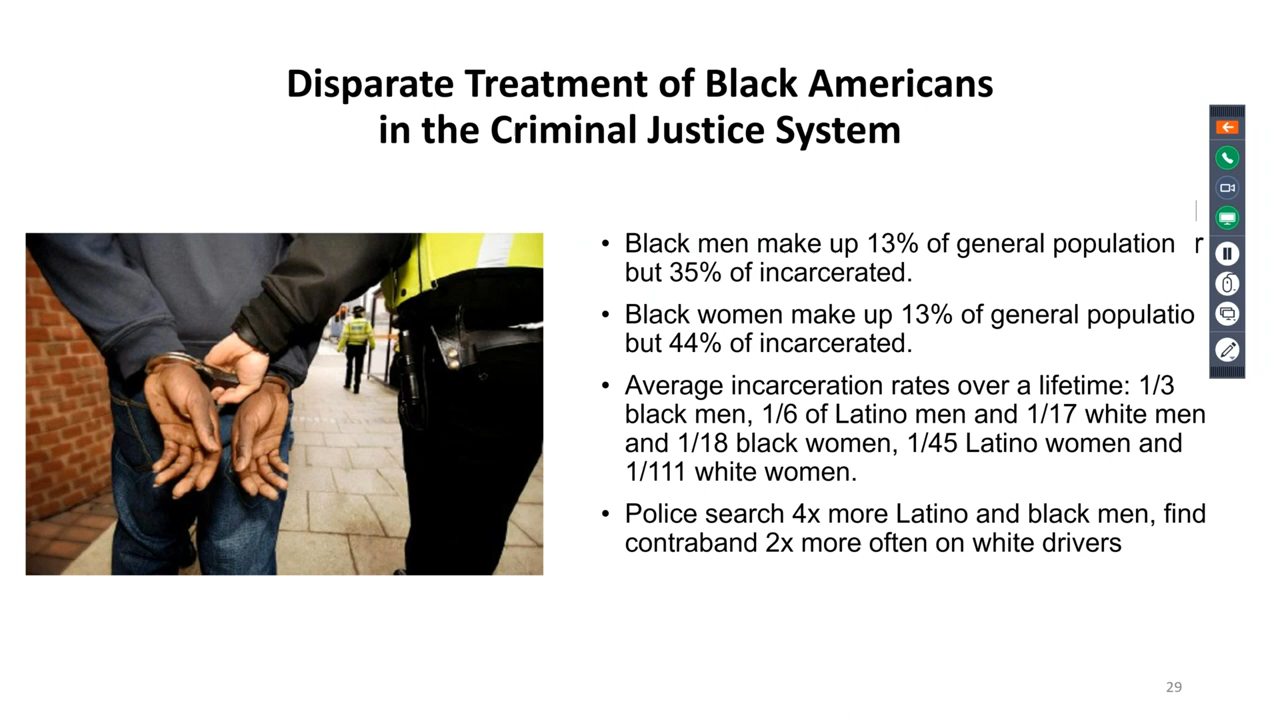 Disparate Treatment of Black Americans
in the Criminal Justice System
• Black men make up 13% of general population r
but 35% of incarcerated.
• Black women make up 13% of general populatio
but 44% of incarcerated.
• Average incarceration rates over a lifetime: 1/3
black men, 1/6 of Latino men and 1/17 white men
and 1/18 black women, 1/45 Latino women and
1/111 white women.
• Police search 4x more Latino and black men, find
contraband 2x more often on white drivers
29